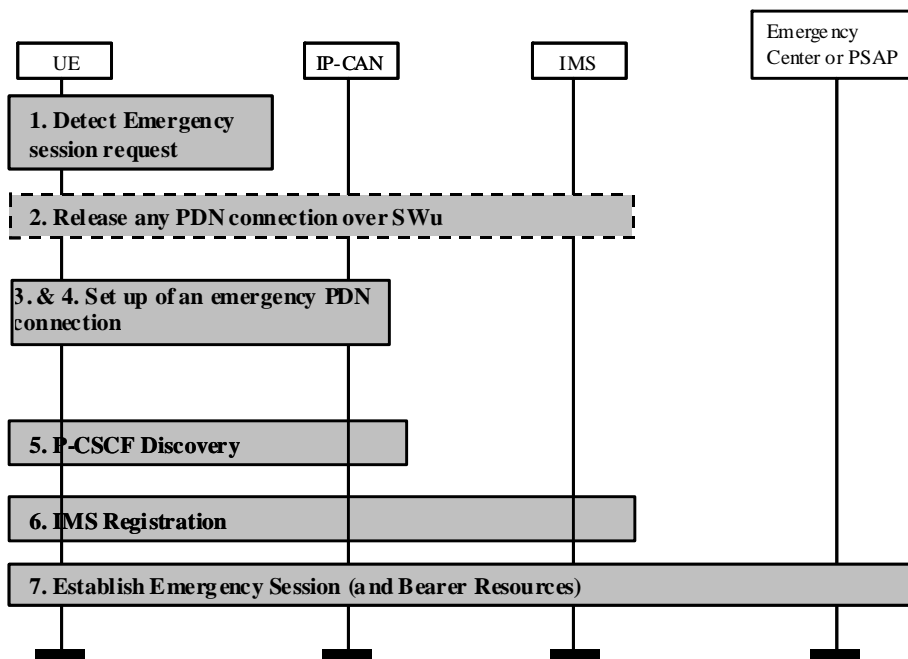 UE
IP-CAN
IMS
Emergency
Center or PSAP
1. Detect Emergency
session request
2. Release any PDN connection over SWu
3. & 4. Set up of an emergency PDN
connection
5. P-CSCF Discovery
6. IMS Registration
7. Establish Emergency Session (and Bearer Resources)